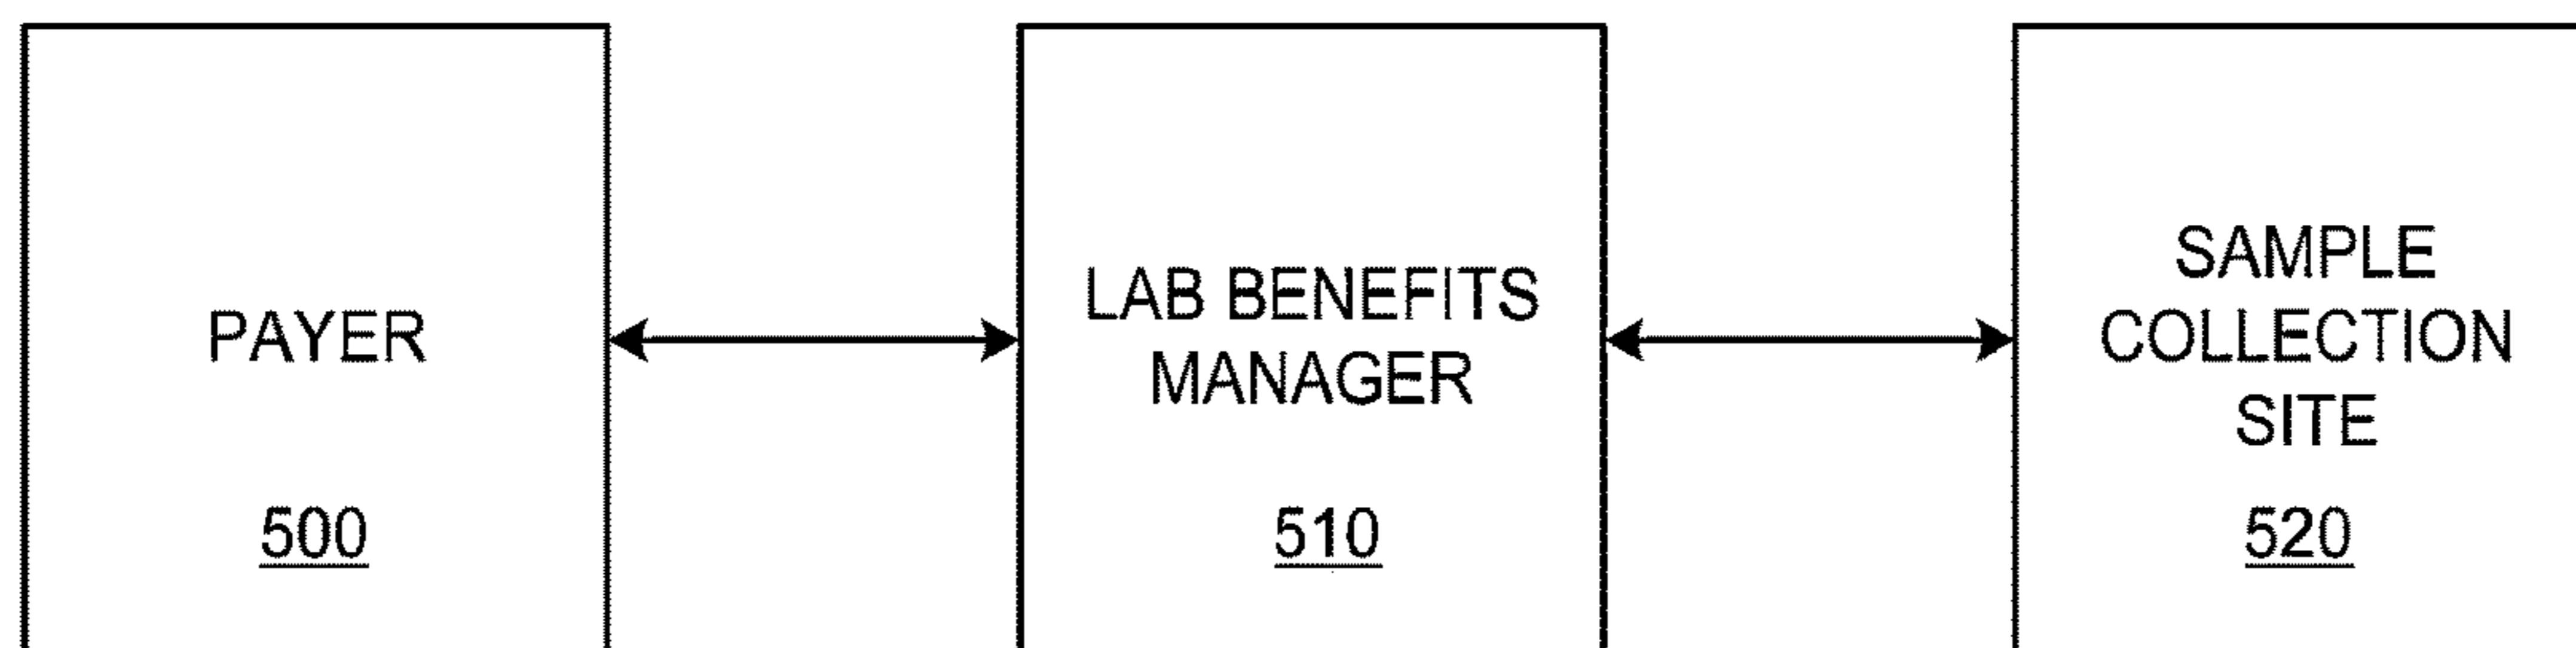 PAYER
500
LAB BENEFITS
MANAGER
510
SAMPLE
COLLECTION
SITE
520